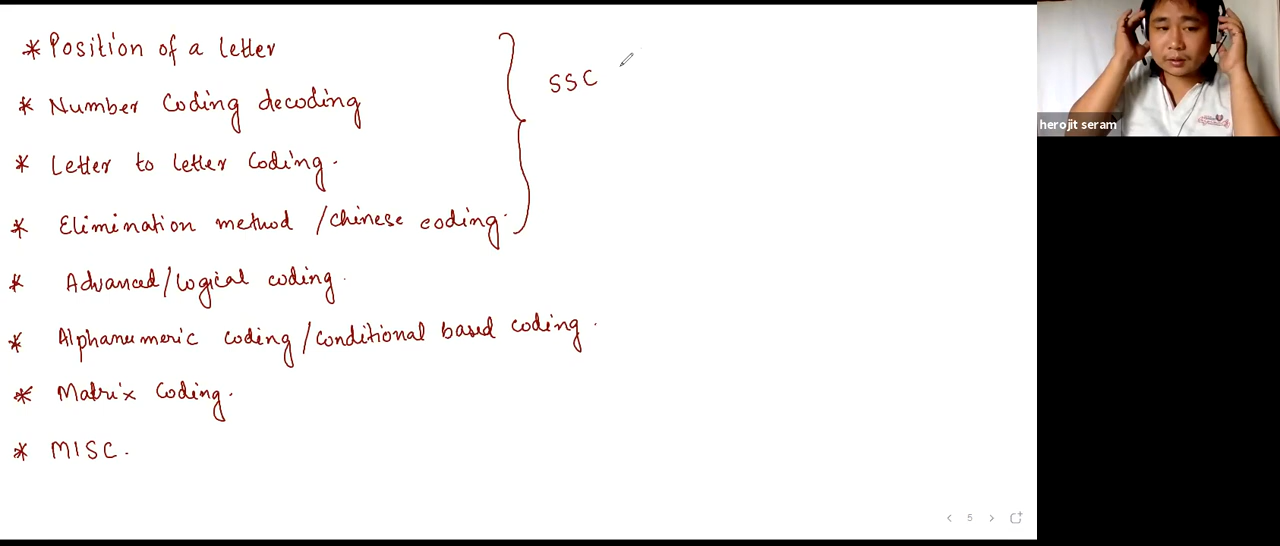 * Position of a letter
* Number Coding decoding
* Letter to letter Coding.
* Elimination method /chinese coding.
SSC
* Advanced/logical coding.
* Alphanumeric coding/conditional based coding.
* Matrix Coding.
* MISC.
herojit seram
< 5 >